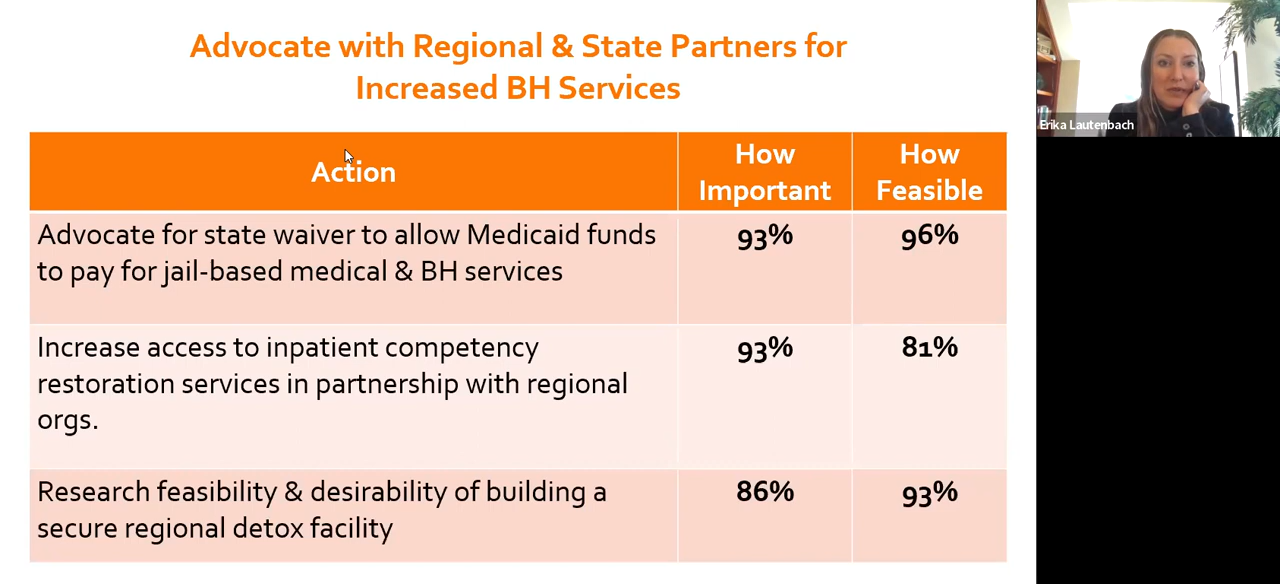 Advocate with Regional & State Partners for
Increased BH Services
Action
How
Important
How
Feasible
Advocate for state waiver to allow Medicaid funds
to pay for jail-based medical & BH services
93%
96%
Increase access to inpatient competency
restoration services in partnership with regional
orgs.
93%
81%
Research feasibility & desirability of building a
secure regional detox facility
86%
93%
Erika Lautenbach